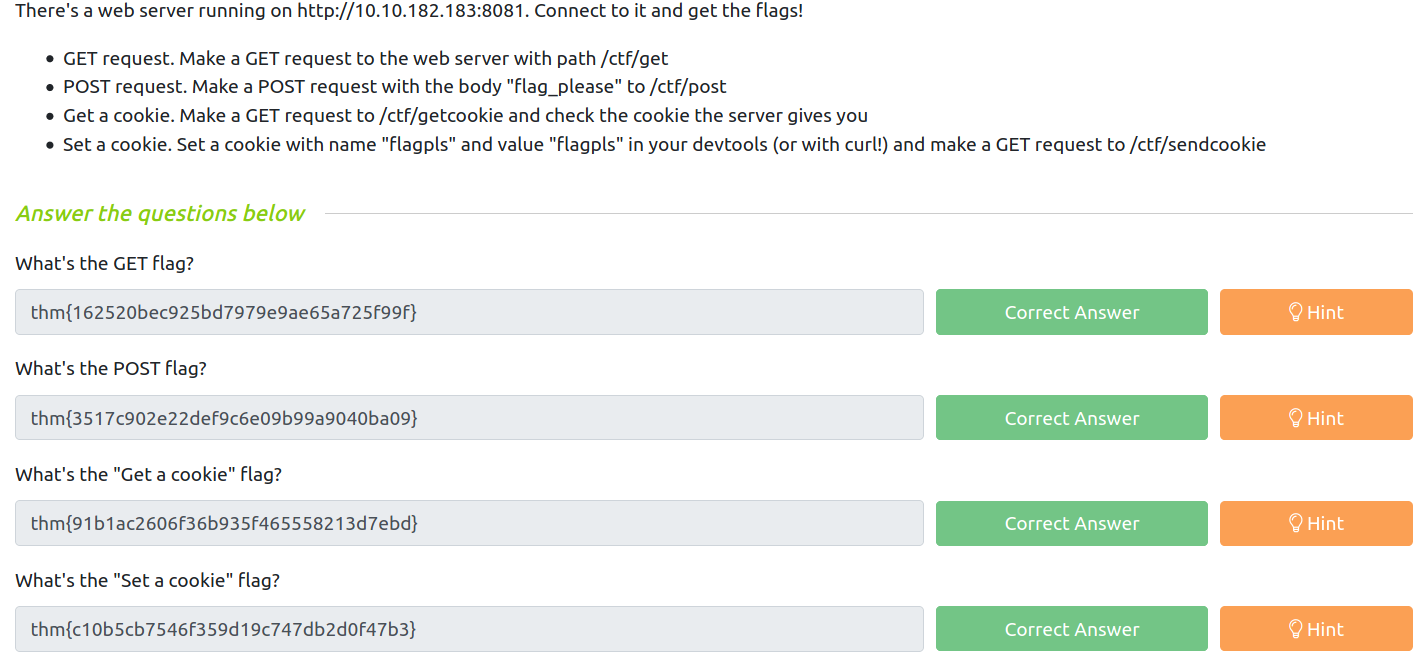 There's a web server running on http://10.10.182.183:8081. Connect to it and get the flags!
GET request. Make a GET request to the web server with path /ctf/get
POST request. Make a POST request with the body "flag_please" to /ctf/post
Get a cookie. Make a GET request to /ctf/getcookie and check the cookie the server gives you
Set a cookie. Set a cookie with name "flagpls" and value "flagpls" in your devtools (or with curl!) and make a GET request to /ctf/sendcookie
Answer the questions below
What's the GET flag?
thm{162520bec925bd7979e9ae65a725f99f} Correct Answer Hint
What's the POST flag?
thm{3517c902e22def9c6e09b99a9040ba09} Correct Answer Hint
What's the "Get a cookie" flag?
thm{91b1ac2606f36b935f465558213d7ebd} Correct Answer Hint
What's the "Set a cookie" flag?
thm{c10b5cb7546f359d19c747db2d0f47b3} Correct Answer Hint